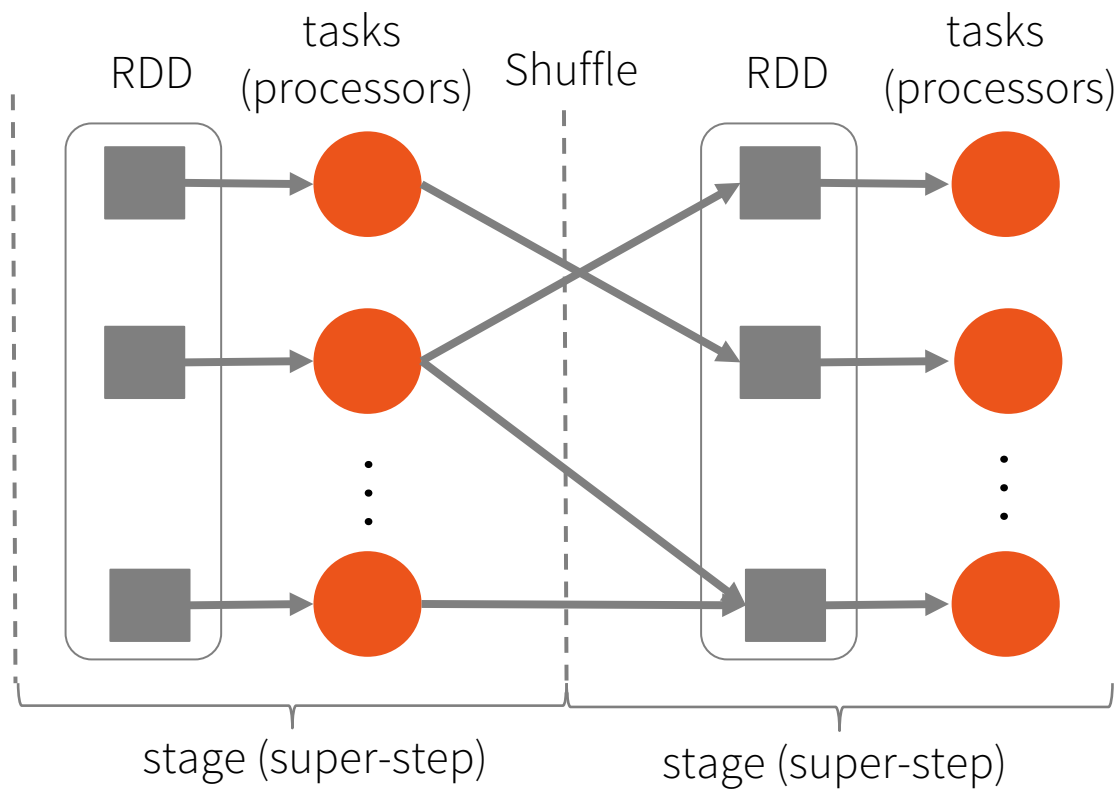 RDD
tasks
(processors)
Shuffle
RDD
tasks
(processors)
stage (super-step)
stage (super-step)